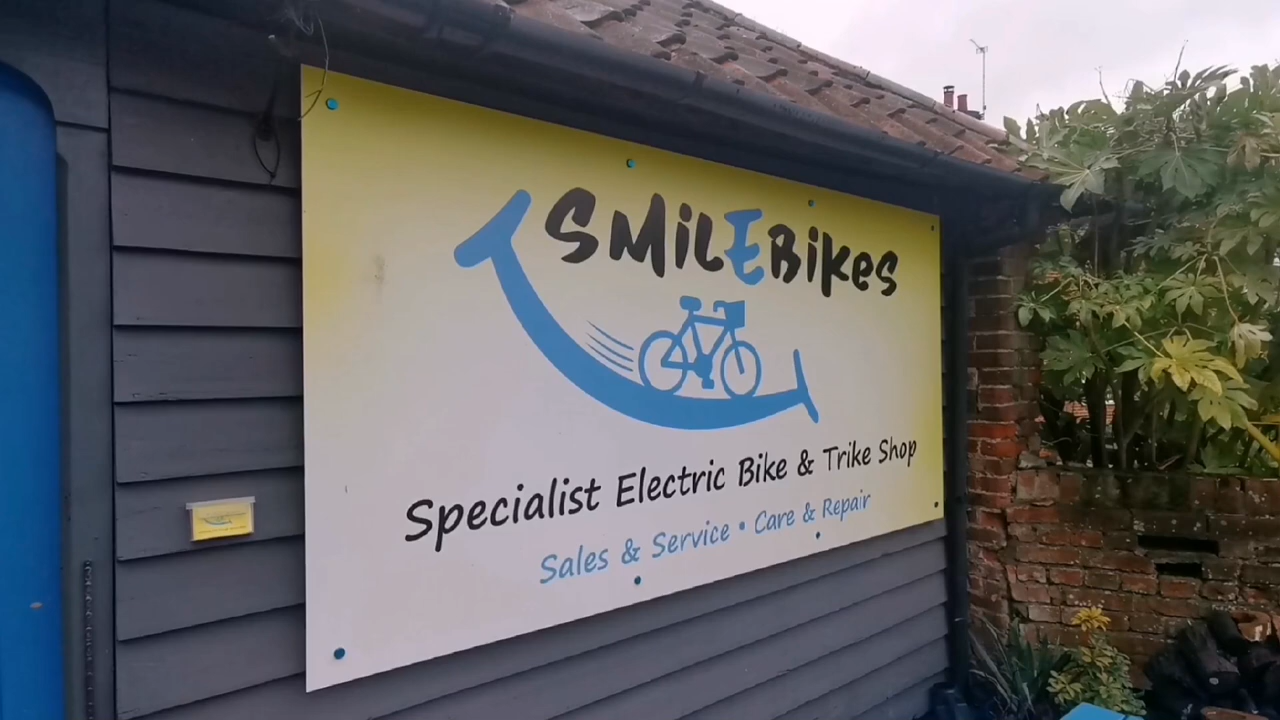 SMILEBikes
Specialist Electric Bike & Trike Shop
Sales & Service • Care & Repair